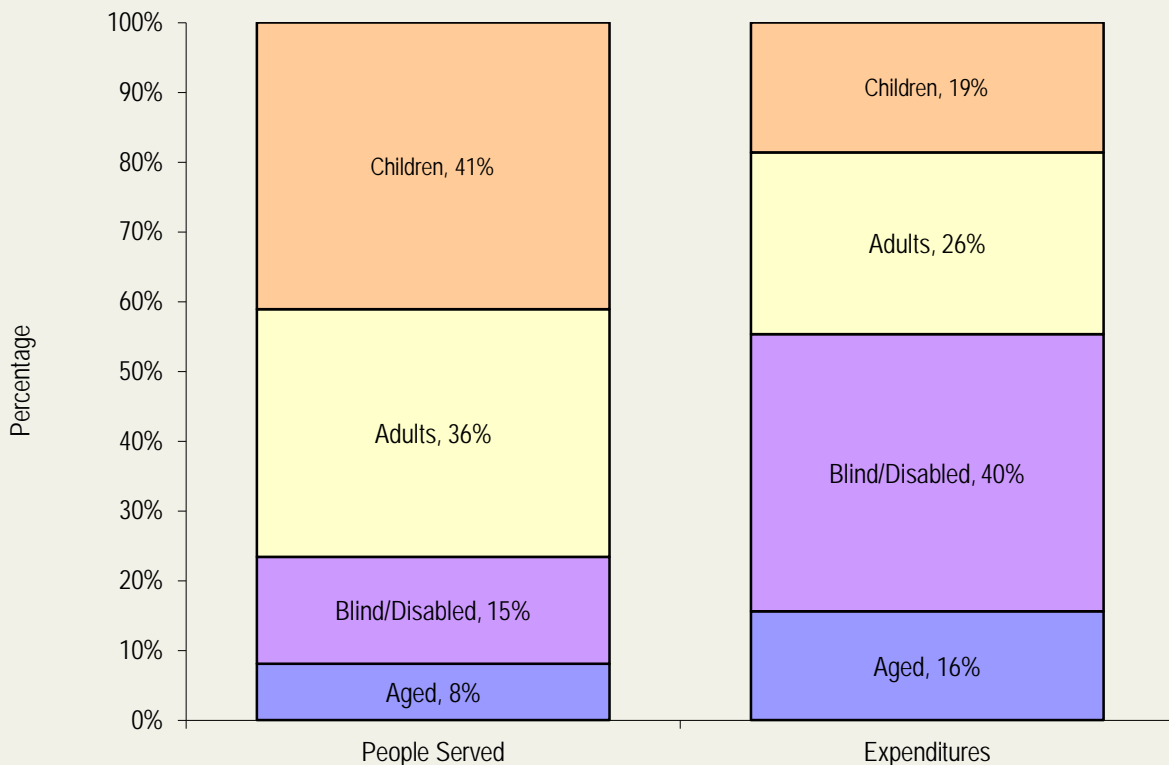 100%
90%
80%
70%
60%
50%
40%
30%
20%
10%
0%
Percentage
Children, 41%
Adults, 36%
Blind/Disabled, 15%
Aged, 8%
Children, 19%
Adults, 26%
Blind/Disabled, 40%
Aged, 16%
People Served
Expenditures